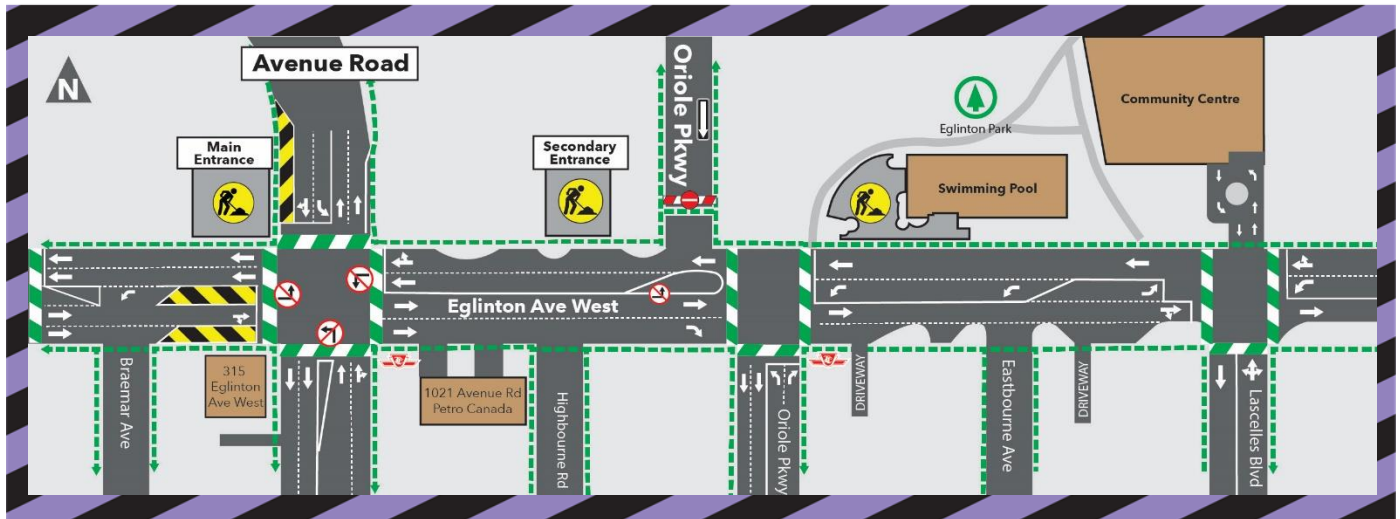 N
Avenue Road
Main
Entrance
Secondary
Entrance
Oriole Pkwy
Eglinton Park
Swimming Pool
Community Centre
Eglinton Ave West
Braemar Ave
315
Eglinton
Ave West
1021 Avenue Rd
Petro Canada
Highbourne Rd
Oriole Pkwy
DRIVEWAY
Eastbourne Ave
DRIVEWAY
Lascelles Blvd